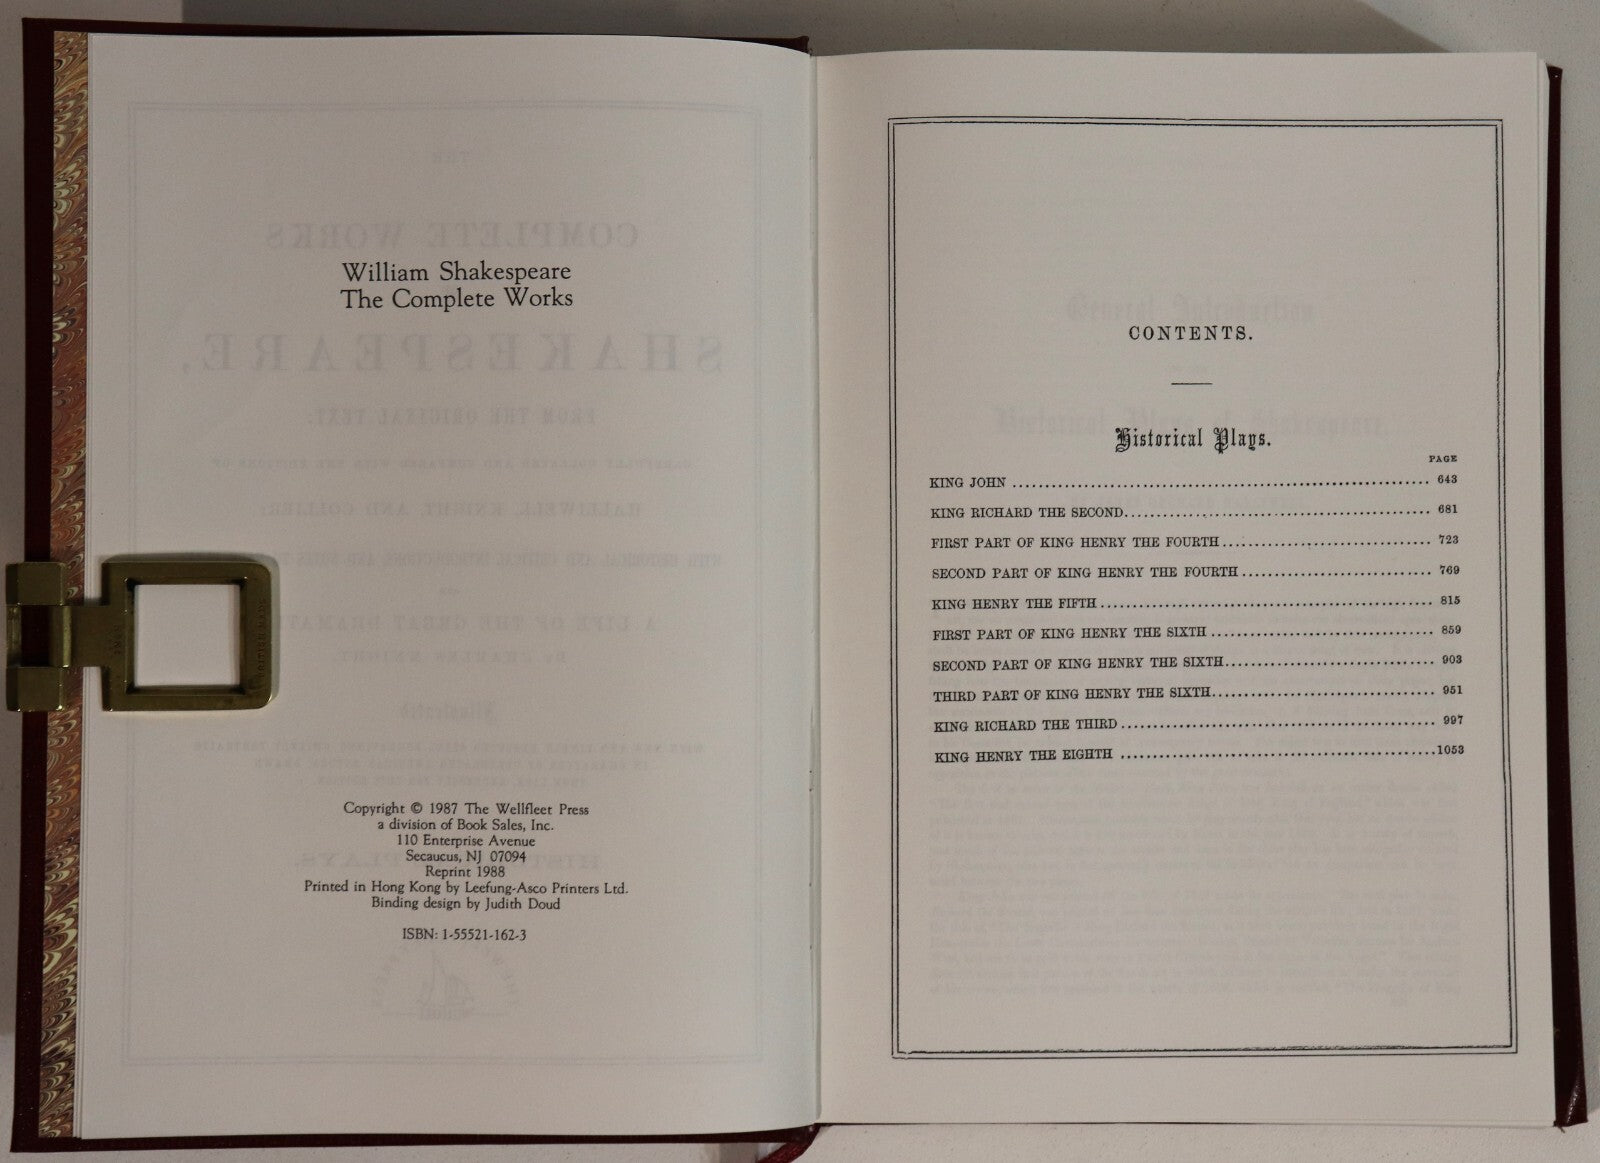 William Shakespeare
The Complete Works
Copyright © 1987 The Wellfleet Press
a division of Book Sales, Inc.
110 Enterprise Avenue
Secaucus, NJ 07094
Reprint 1988
Printed in Hong Kong by Leefung-Asco Printers Ltd.
Binding design by Judith Doud
ISBN: 1-55521-162-3
CONTENTS.
Historical Plays.
PAGE
KING JOHN ........ 643
KING RICHARD THE SECOND........ 681
FIRST PART OF KING HENRY THE FOURTH........ 723
SECOND PART OF KING HENRY THE FOURTH........ 769
KING HENRY THE FIFTH........ 815
FIRST PART OF KING HENRY THE SIXTH........ 859
SECOND PART OF KING HENRY THE SIXTH........ 903
THIRD PART OF KING HENRY THE SIXTH........ 951
KING RICHARD THE THIRD........ 997
KING HENRY THE EIGHTH ........1053